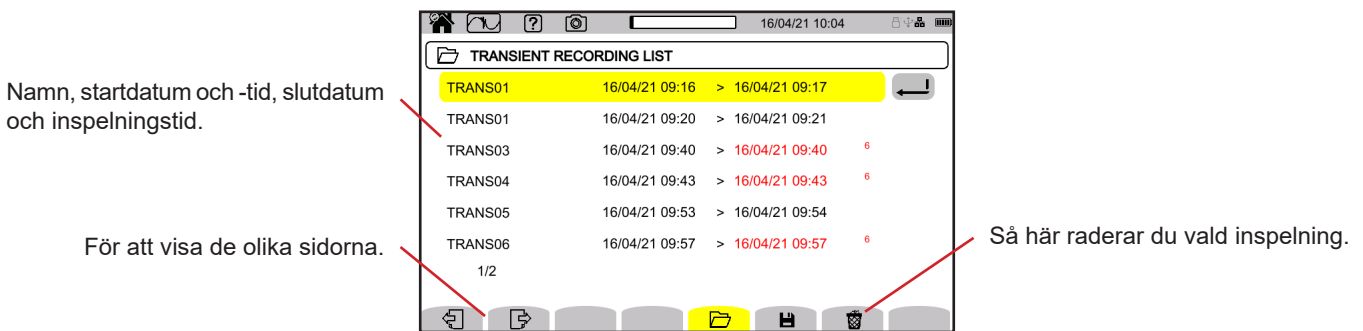 16/04/21 10:04
TRANSIENT RECORDING LIST
Namn, startdatum och -tid, slutdatum
och inspelningstid.
TRANS01 16/04/21 09:16 > 16/04/21 09:17
TRANS01 16/04/21 09:20 > 16/04/21 09:21
TRANS03 16/04/21 09:40 > 16/04/21 09:40 6
TRANS04 16/04/21 09:43 > 16/04/21 09:43 6
TRANS05 16/04/21 09:53 > 16/04/21 09:54
TRANS06 16/04/21 09:57 > 16/04/21 09:57 6
1/2
För att visa de olika sidorna.
Så här raderar du vald inspelning.